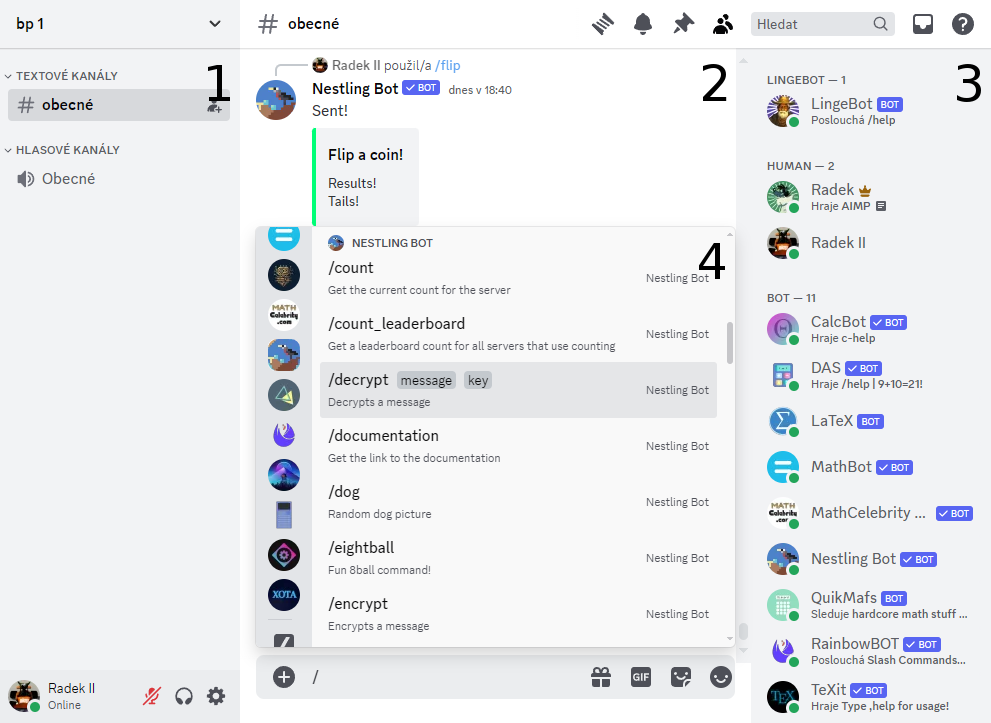 bp 1
TEXTOVÉ KANÁLY
1
obecné
HLASOVÉ KANÁLY
Obecné
Radek II
Online
obecné
Hledat
2
Radek II použil/a /flip
Nestling Bot BOT dnes v 18:40
Sent!
Flip a coin!
Results!
Tails!
4
MATH
Celebrity
.com
XOTA
NESTLING BOT
/count
Get the current count for the server
Nestling Bot
/count_leaderboard
Get a leaderboard count for all servers that use counting
Nestling Bot
/decrypt message key
Decrypts a message
Nestling Bot
/documentation
Get the link to the documentation
Nestling Bot
/dog
Random dog picture
Nestling Bot
/eightball
Fun 8ball command!
Nestling Bot
/encrypt
Encrypts a message
Nestling Bot
/
GIF
3
LINGEBOT — 1
LingeBot BOT
Poslouchá /help
HUMAN — 2
Radek
Hraje AIMP
Radek II
BOT — 11
CalcBot BOT
Hraje c-help
DAS BOT
Hraje /help | 9+10=21!
LaTeX BOT
MathBot BOT
MATH
Celebrity
MathCelebrity ... BOT
Nestling Bot BOT
QuikMafs BOT
Sleduje hardcore math stuff ...
RainbowBOT BOT
Poslouchá Slash Commands...
TEX
TeXit BOT
Hraje Type ,help for usage!